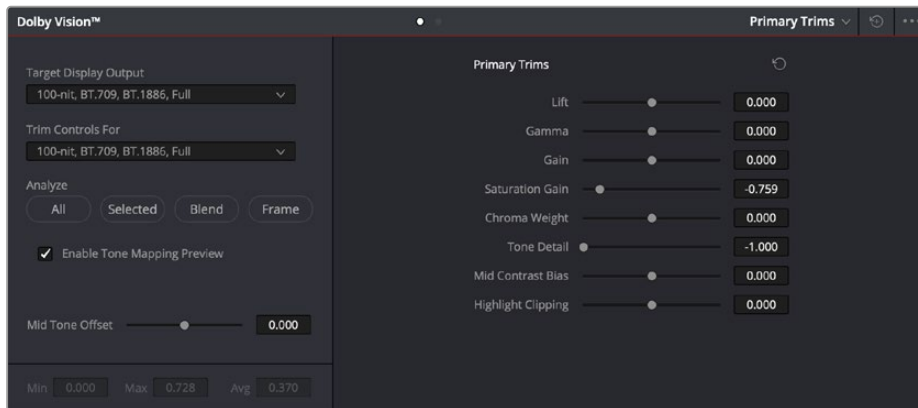 Dolby Vision™
Primary Trims
Target Display Output
100-nit, BT.709, BT.1886, Full
Trim Controls For
100-nit, BT.709, BT.1886, Full
Analyze
All Selected Blend Frame
Enable Tone Mapping Preview
Mid Tone Offset 0.000
Min 0.000 Max 0.728 Avg 0.370
Primary Trims
Lift 0.000
Gamma 0.000
Gain 0.000
Saturation Gain -0.759
Chroma Weight 0.000
Tone Detail -1.000
Mid Contrast Bias 0.000
Highlight Clipping 0.000